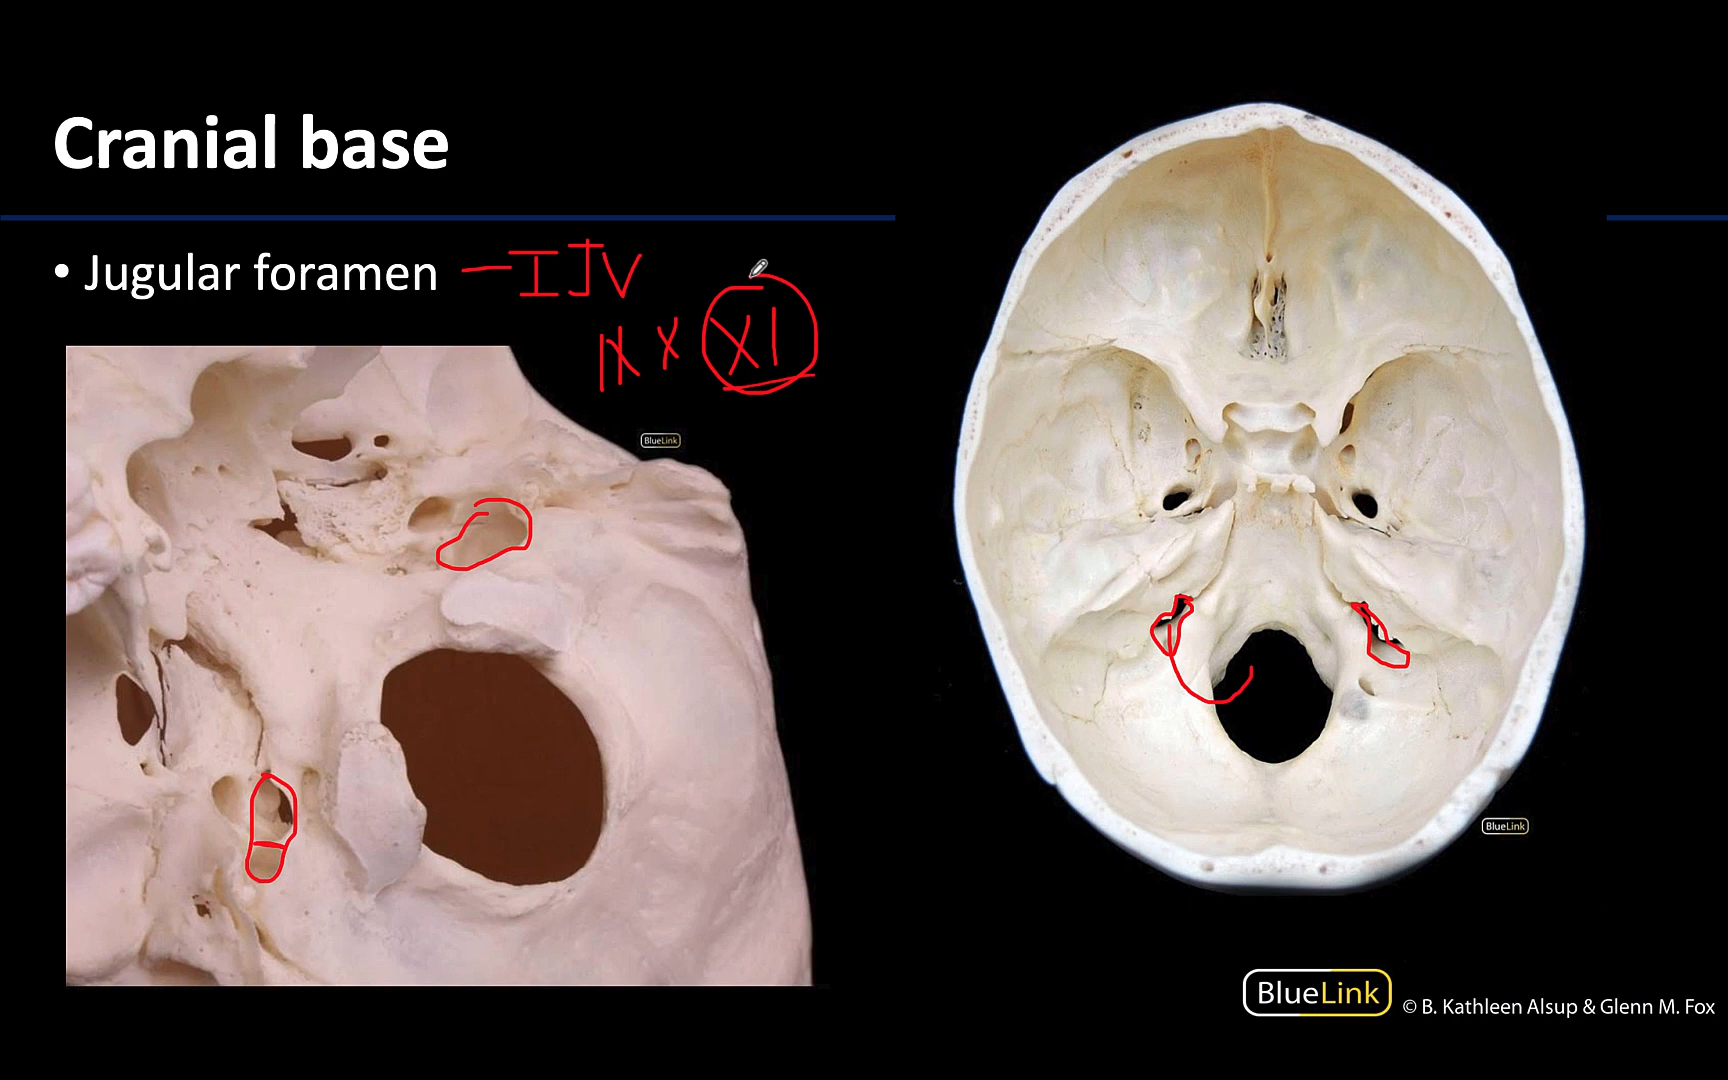 Cranial base
• Jugular foramen — IJV
IX X XI
BlueLink
BlueLink
BlueLink © B. Kathleen Alsup & Glenn M. Fox